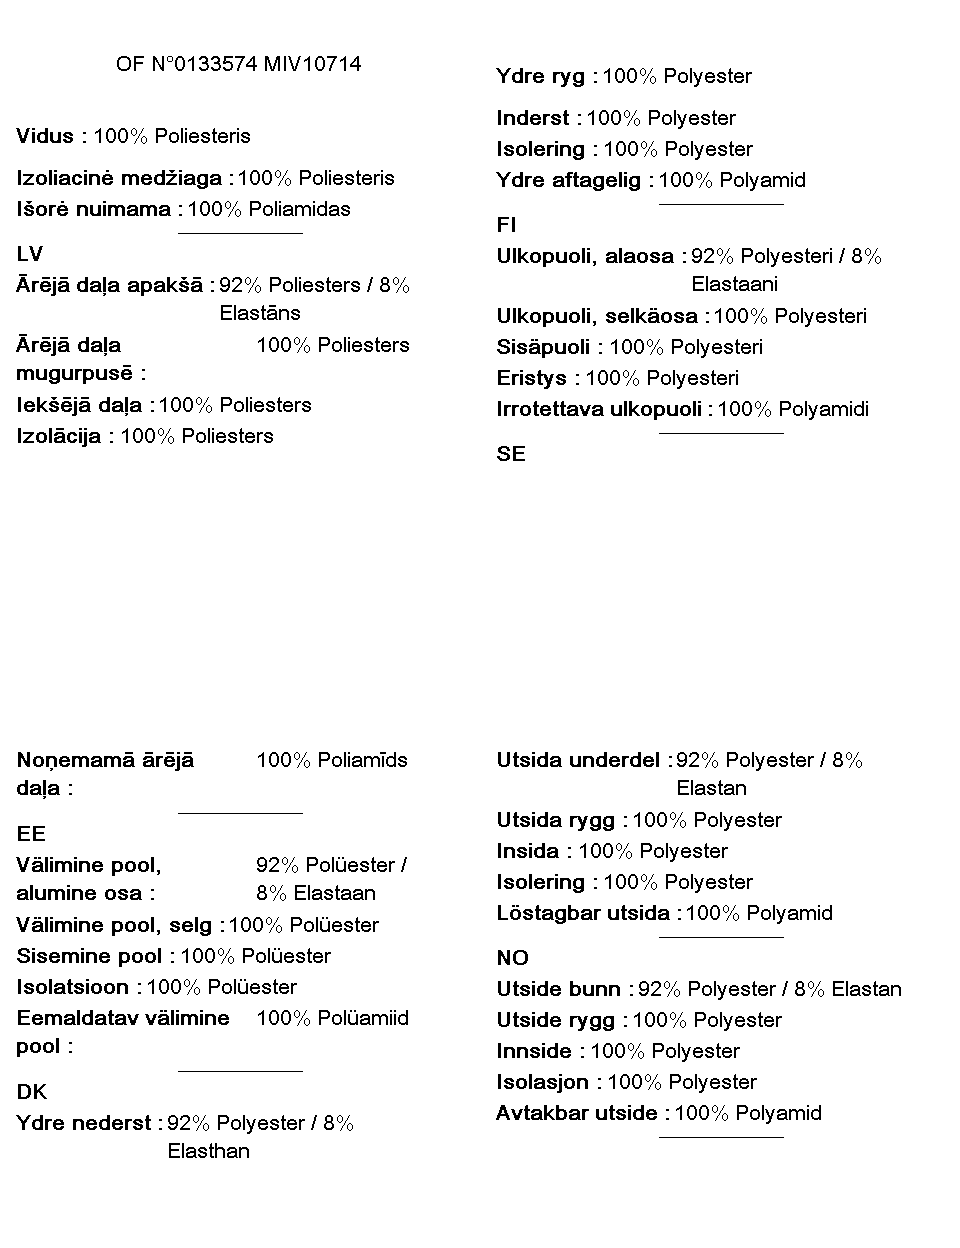 OF N°0133574 MIV10714
Vidus : 100% Poliesteris
Izoliacinė medžiaga : 100% Poliesteris
Išorė nuimama : 100% Poliamidas
LV
Ārējā daļa apakšā : 92% Poliesters / 8%
Elastāns
Ārējā daļa 100% Poliesters
mugurpusē :
Iekšējā daļa : 100% Poliesters
Izolācija : 100% Poliesters
Noņemamā ārējā 100% Poliamīds
daļa :
EE
Välimine pool, 92% Polüester /
alumine osa : 8% Elastaan
Välimine pool, selg : 100% Polüester
Sisemine pool : 100% Polüester
Isolatsioon : 100% Polüester
Eemaldatav välimine 100% Polüamiid
pool :
DK
Ydre nederst : 92% Polyester / 8%
Elasthan
Ydre ryg : 100% Polyester
Inderst : 100% Polyester
Isolering : 100% Polyester
Ydre aftagelig : 100% Polyamid
FI
Ulkopuoli, alaosa : 92% Polyesteri / 8%
Elastaani
Ulkopuoli, selkäosa : 100% Polyesteri
Sisäpuoli : 100% Polyesteri
Eristys : 100% Polyesteri
Irrotettava ulkopuoli : 100% Polyamidi
SE
Utsida underdel : 92% Polyester / 8%
Elastan
Utsida rygg : 100% Polyester
Insida : 100% Polyester
Isolering : 100% Polyester
Löstagbar utsida : 100% Polyamid
NO
Utside bunn : 92% Polyester / 8% Elastan
Utside rygg : 100% Polyester
Innside : 100% Polyester
Isolasjon : 100% Polyester
Avtakbar utside : 100% Polyamid